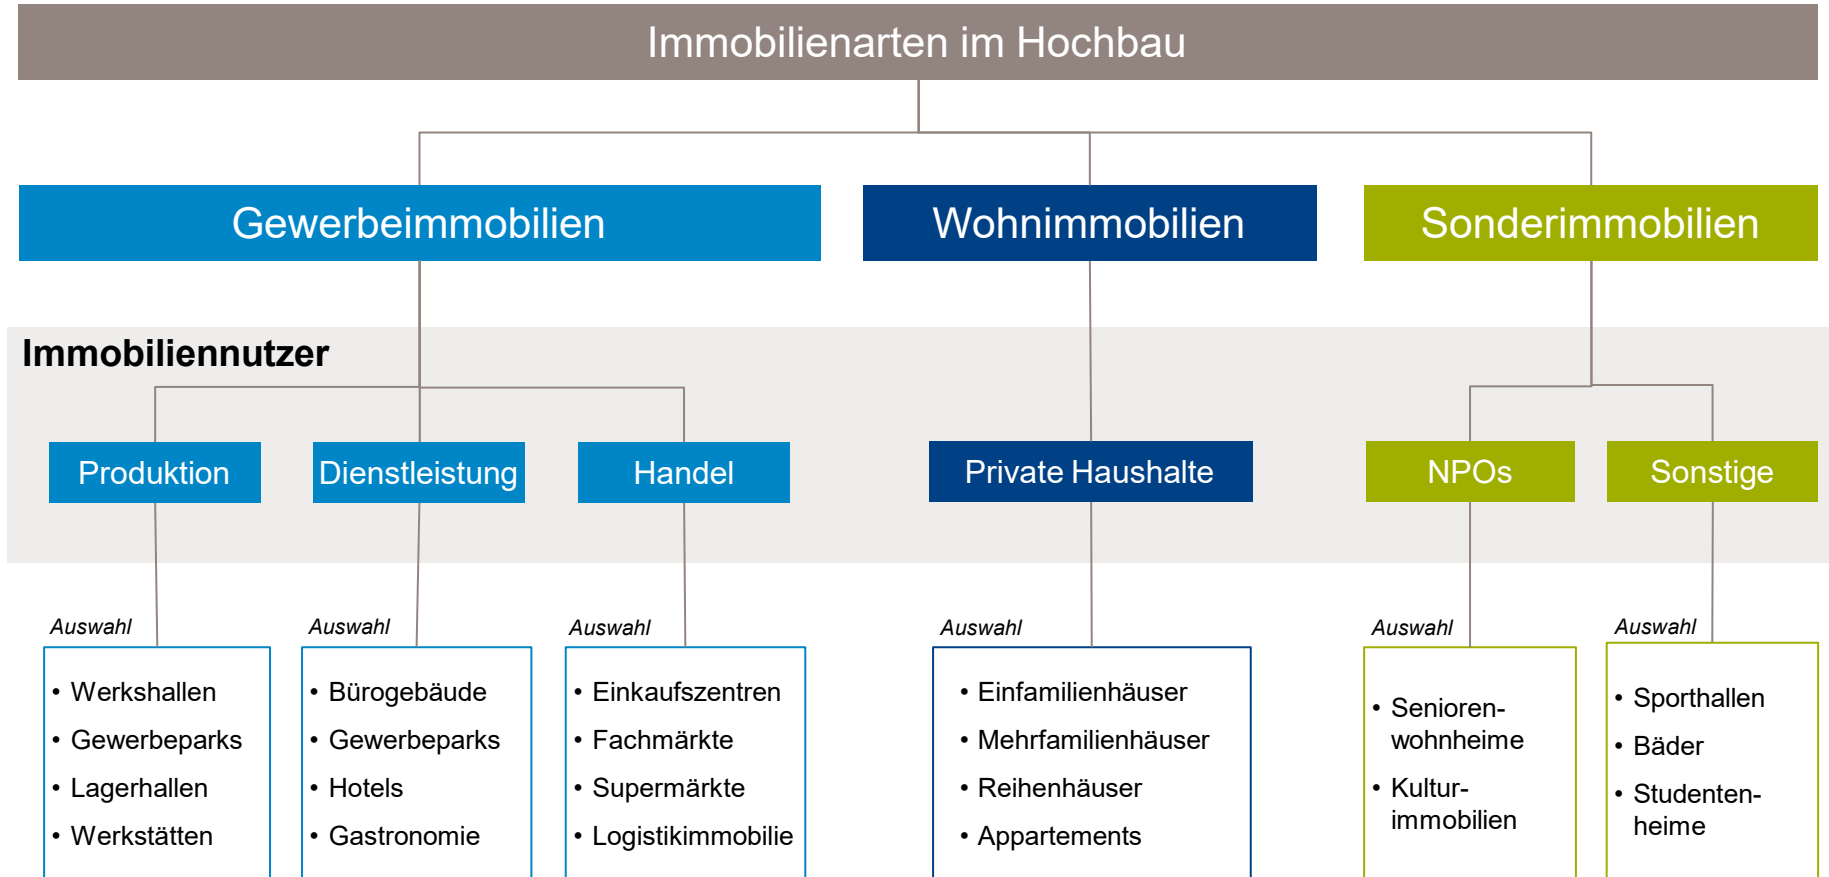 Immobilienarten im Hochbau
Gewerbeimmobilien
Wohnimmobilien
Sonderimmobilien
Immobiliennutzer
Produktion
Dienstleistung
Handel
Private Haushalte
NPOs
Sonstige
Auswahl
• Werkshallen
• Gewerbeparks
• Lagerhallen
• Werkstätten
Auswahl
• Bürogebäude
• Gewerbeparks
• Hotels
• Gastronomie
Auswahl
• Einkaufszentren
• Fachmärkte
• Supermärkte
• Logistikimmobilie
Auswahl
• Einfamilienhäuser
• Mehrfamilienhäuser
• Reihenhäuser
• Appartements
Auswahl
• Senioren-
wohnheime
• Kultur-
immobilien
Auswahl
• Sporthallen
• Bäder
• Studenten-
heime